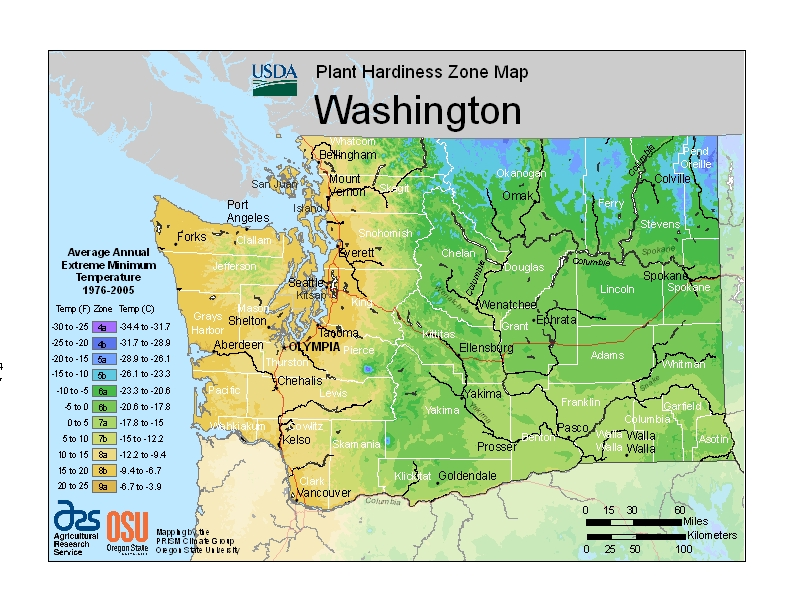 USDA
Plant Hardiness Zone Map
Washington
Whatcom
Bellingham
San Juan
Mount
Vernon
Skagit
Island
Port
Angeles
Forks
Clallam
Snohomish
Everett
Jefferson
Seattle
Kitsap
King
Mason
Shelton
Grays
Harbor
Aberdeen
Tacoma
OLYMPIA
Pierce
Thurston
Chehalis
Pacific
Lewis
Wahkiakum
Cowlitz
Kelso
Skamania
Clark
Vancouver
Okanogan
Omak
Ferry
Columbia
Pend
Oreille
Colville
Stevens
Chelan
Columbia
Douglas
Columbia
Spokane
Spokane
Spokane
Lincoln
Wenatchee
Grant
Ephrata
Kittitas
Ellensburg
Adams
Whitman
Snake
Yakima
Yakima
Yakima
Franklin
Pasco
Benton
Prosser
Columbia
Garfield
Walla
Walla
Walla
Walla
Asotin
Klickitat
Goldendale
Columbia
Average Annual
Extreme Minimum
Temperature
1976-2005
Temp (F) Zone Temp (C)
-30 to -25 4a -34.4 to -31.7
-25 to -20 4b -31.7 to -28.9
-20 to -15 5a -28.9 to -26.1
-15 to -10 5b -26.1 to -23.3
-10 to -5 6a -23.3 to -20.6
-5 to 0 6b -20.6 to -17.8
0 to 5 7a -17.8 to -15
5 to 10 7b -15 to -12.2
10 to 15 8a -12.2 to -9.4
15 to 20 8b -9.4 to -6.7
20 to 25 9a -6.7 to -3.9
ars
Agricultural
Research
Service
OSU
Oregon State
Mapping by the
PRISM Climate Group
Oregon State University
0 15 30 60
Miles
Kilometers
0 25 50 100